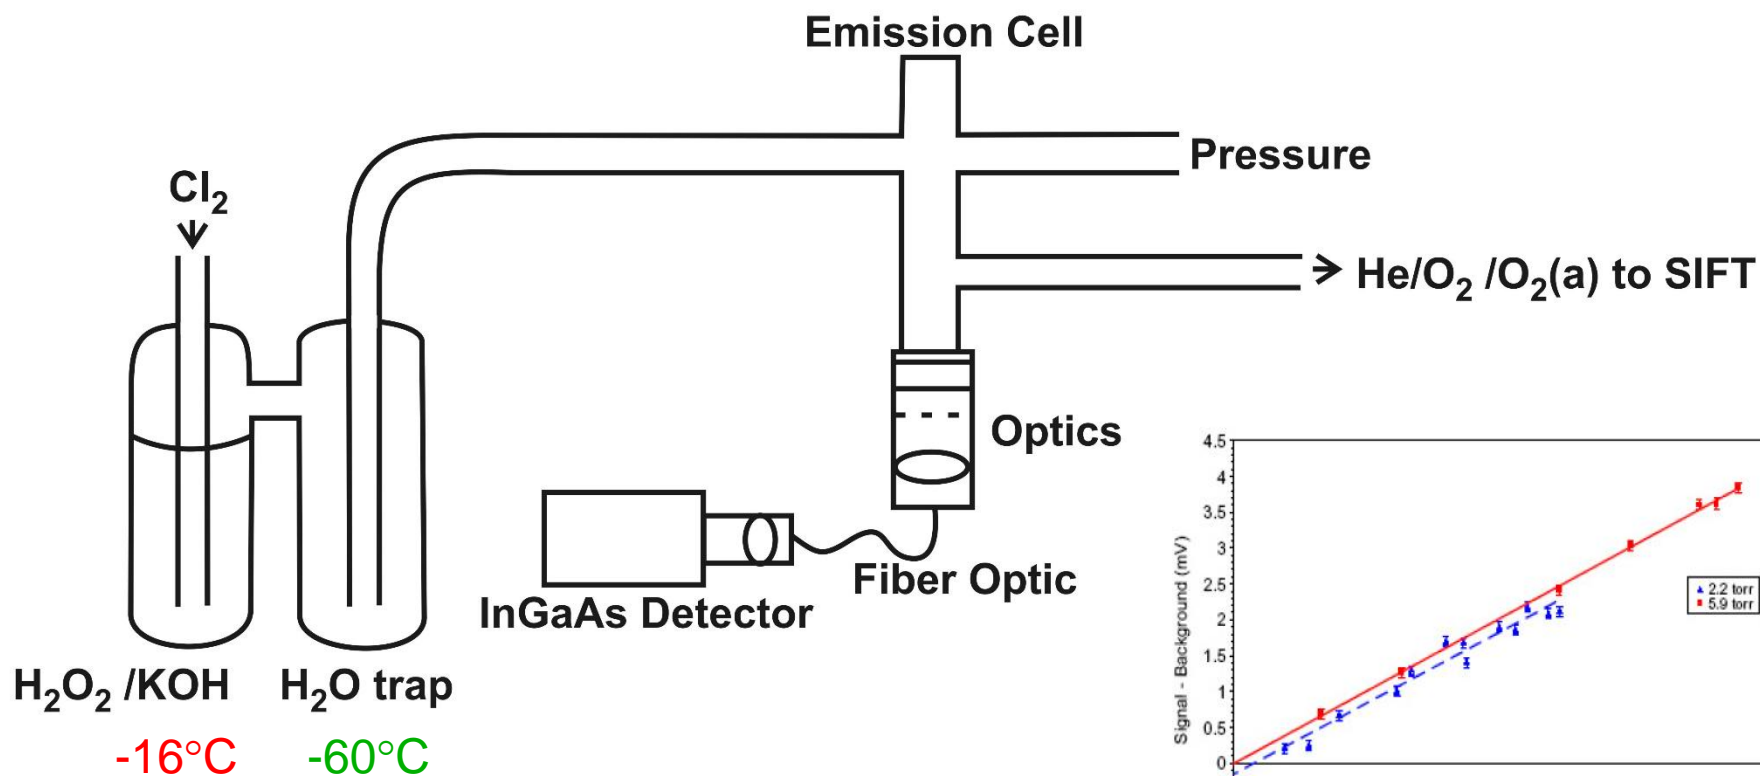 Emission Cell
Pressure
Cl₂
He/O₂ /O₂(a) to SIFT
Optics
Fiber Optic
InGaAs Detector
H₂O₂ /KOH
H₂O trap
-16°C
-60°C
4.5
4
3.5
3
2.5
2
1.5
1
0.5
0
Signal - Background (mV)
2.2 torr
5.9 torr